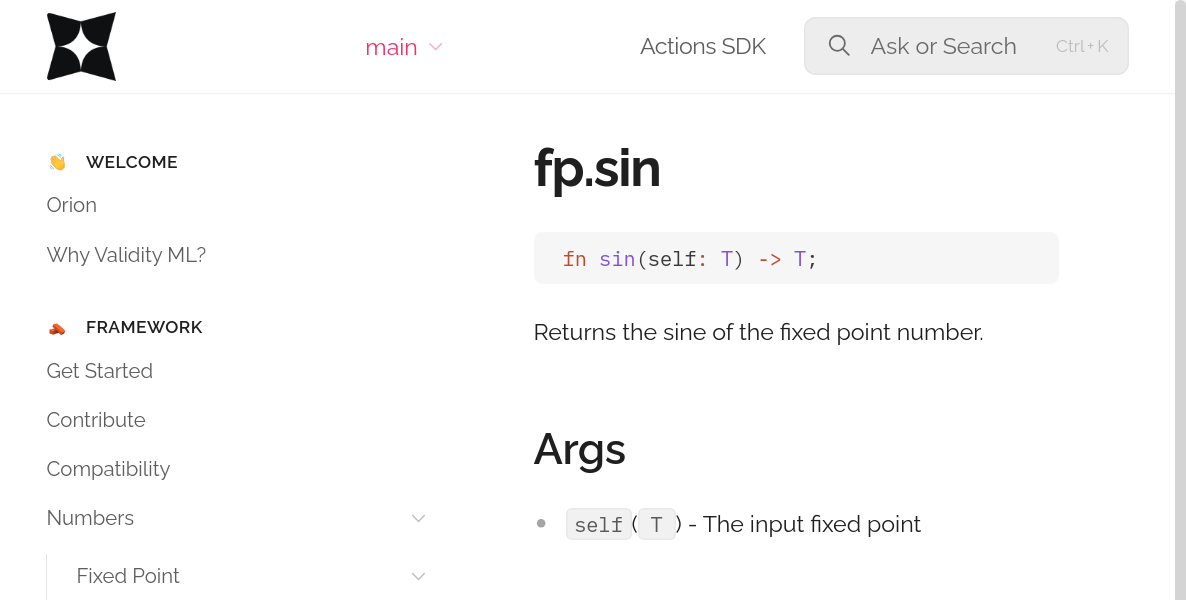 main
Actions SDK
Ask or Search
Ctrl+K
WELCOME
Orion
Why Validity ML?
FRAMEWORK
Get Started
Contribute
Compatibility
Numbers
Fixed Point
fp.sin
fn sin(self: T) -> T;
Returns the sine of the fixed point number.
Args
self(T) - The input fixed point